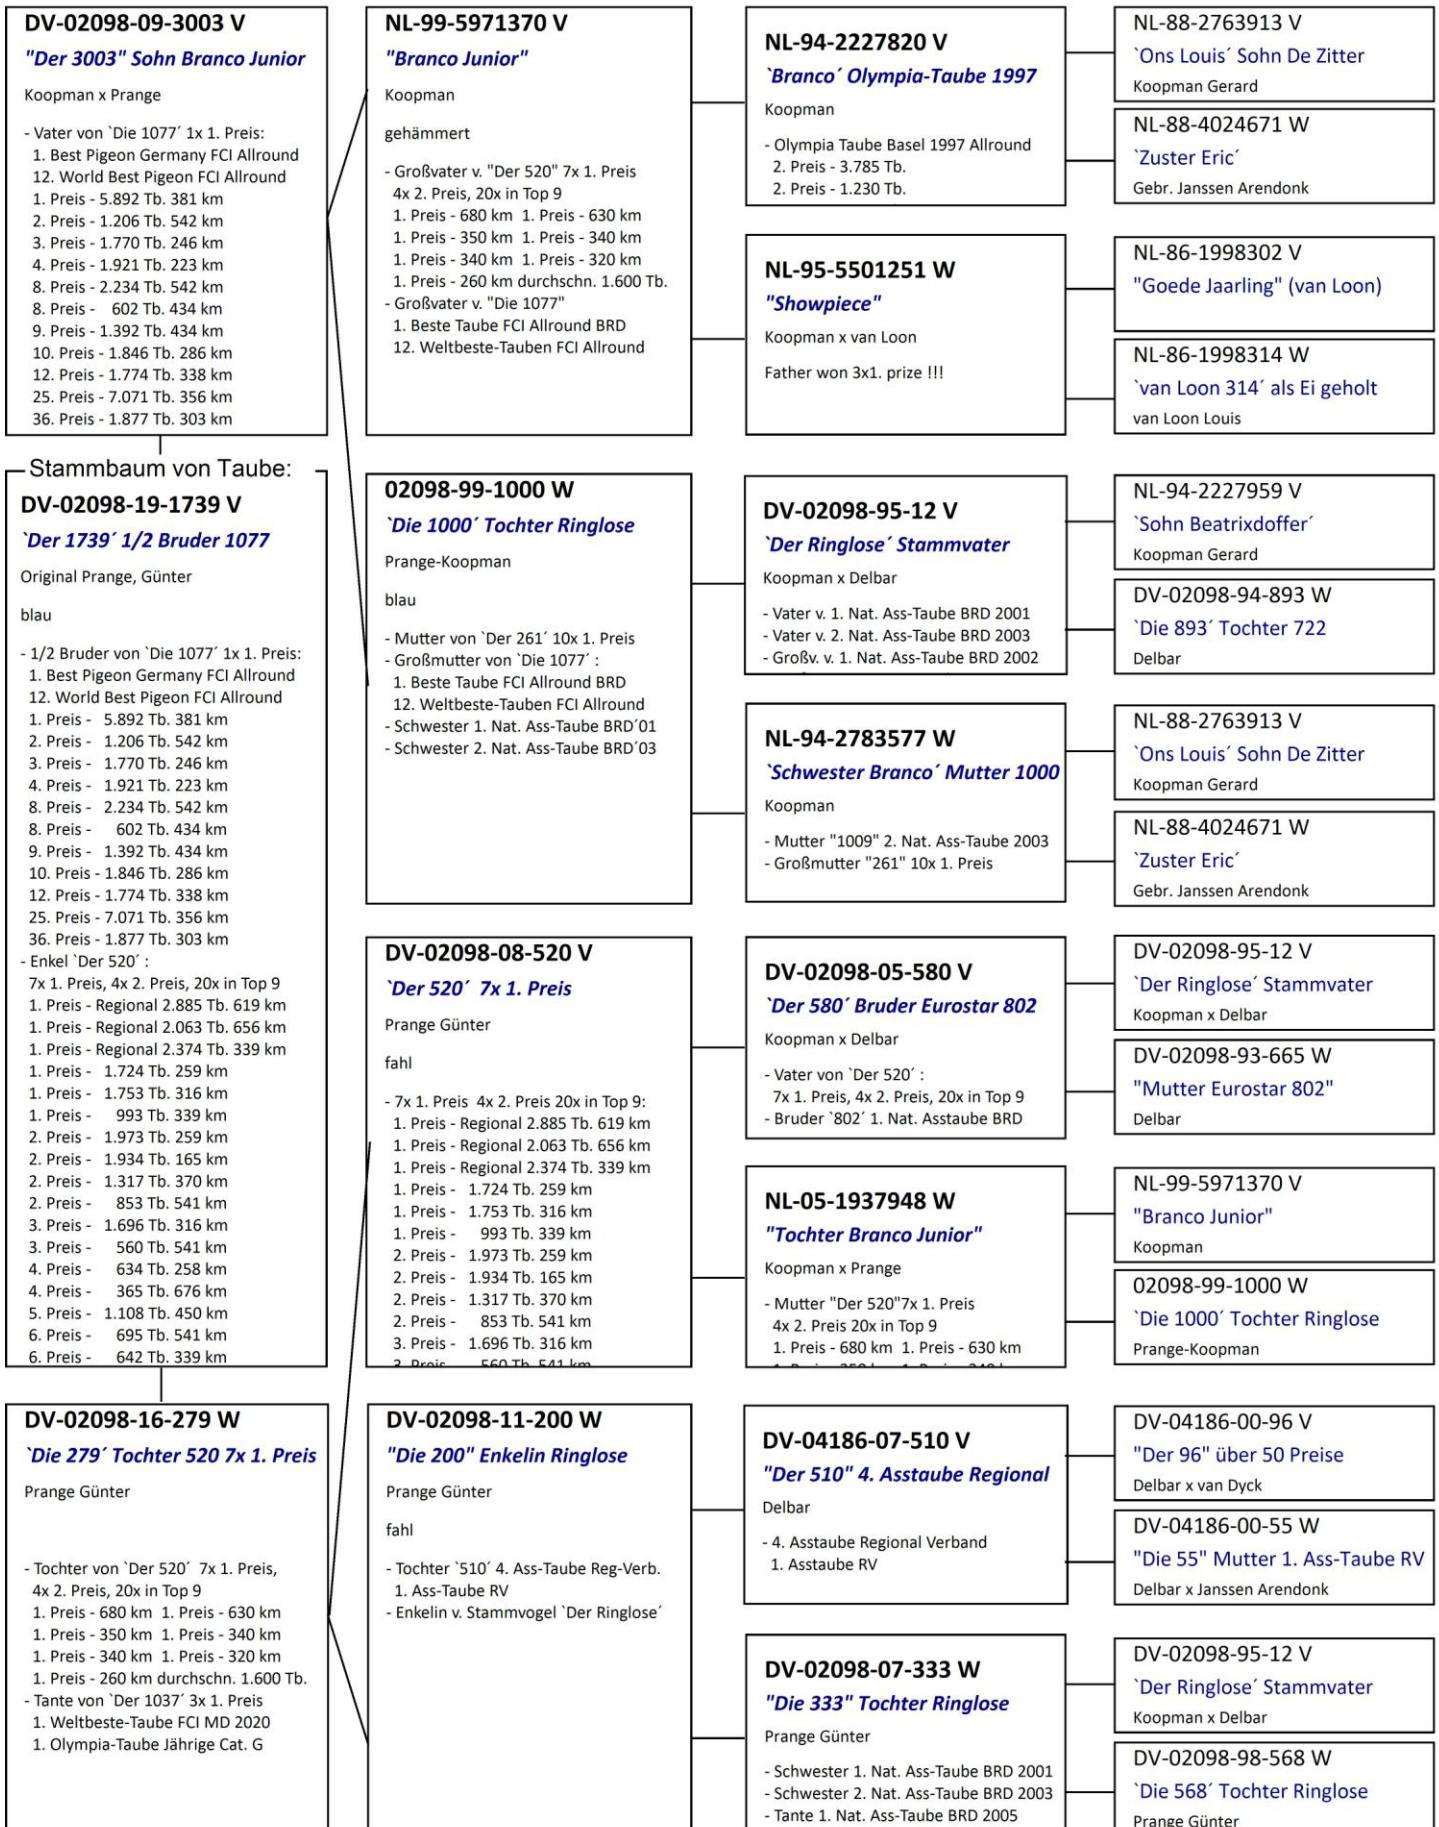 DV-02098-09-3003 V
"Der 3003" Sohn Branco Junior
Koopman x Prange
- Vater von `Die 1077´ 1x 1. Preis:
1. Best Pigeon Germany FCI Allround
12. World Best Pigeon FCI Allround
1. Preis - 5.892 Tb. 381 km
2. Preis - 1.206 Tb. 542 km
3. Preis - 1.770 Tb. 246 km
4. Preis - 1.921 Tb. 223 km
8. Preis - 2.234 Tb. 542 km
8. Preis - 602 Tb. 434 km
9. Preis - 1.392 Tb. 434 km
10. Preis - 1.846 Tb. 286 km
12. Preis - 1.774 Tb. 338 km
25. Preis - 7.071 Tb. 356 km
36. Preis - 1.877 Tb. 303 km
Stammbaum von Taube:
DV-02098-19-1739 V
`Der 1739´ 1/2 Bruder 1077
Original Prange, Günter
blau
- 1/2 Bruder von `Die 1077´ 1x 1. Preis:
1. Best Pigeon Germany FCI Allround
12. World Best Pigeon FCI Allround
1. Preis - 5.892 Tb. 381 km
2. Preis - 1.206 Tb. 542 km
3. Preis - 1.770 Tb. 246 km
4. Preis - 1.921 Tb. 223 km
8. Preis - 2.234 Tb. 542 km
8. Preis - 602 Tb. 434 km
9. Preis - 1.392 Tb. 434 km
10. Preis - 1.846 Tb. 286 km
12. Preis - 1.774 Tb. 338 km
25. Preis - 7.071 Tb. 356 km
36. Preis - 1.877 Tb. 303 km
- Enkel `Der 520´ :
7x 1. Preis, 4x 2. Preis, 20x in Top 9
1. Preis - Regional 2.885 Tb. 619 km
1. Preis - Regional 2.063 Tb. 656 km
1. Preis - Regional 2.374 Tb. 339 km
1. Preis - 1.724 Tb. 259 km
1. Preis - 1.753 Tb. 316 km
1. Preis - 993 Tb. 339 km
2. Preis - 1.973 Tb. 259 km
2. Preis - 1.934 Tb. 165 km
2. Preis - 1.317 Tb. 370 km
2. Preis - 853 Tb. 541 km
3. Preis - 1.696 Tb. 316 km
3. Preis - 560 Tb. 541 km
4. Preis - 634 Tb. 258 km
4. Preis - 365 Tb. 676 km
5. Preis - 1.108 Tb. 450 km
6. Preis - 695 Tb. 541 km
6. Preis - 642 Tb. 339 km
DV-02098-16-279 W
`Die 279´ Tochter 520 7x 1. Preis
Prange Günter
- Tochter von `Der 520´ 7x 1. Preis,
4x 2. Preis, 20x in Top 9
1. Preis - 680 km 1. Preis - 630 km
1. Preis - 350 km 1. Preis - 340 km
1. Preis - 340 km 1. Preis - 320 km
1. Preis - 260 km durchschn. 1.600 Tb.
- Tante von `Der 1037´ 3x 1. Preis
1. Weltbeste-Taube FCI MD 2020
1. Olympia-Taube Jährige Cat. G
NL-99-5971370 V
"Branco Junior"
Koopman
gehämmert
- Großvater v. "Der 520" 7x 1. Preis
4x 2. Preis, 20x in Top 9
1. Preis - 680 km 1. Preis - 630 km
1. Preis - 350 km 1. Preis - 340 km
1. Preis - 340 km 1. Preis - 320 km
1. Preis - 260 km durchschn. 1.600 Tb.
- Großvater v. "Die 1077"
1. Beste Taube FCI Allround BRD
12. Weltbeste-Tauben FCI Allround
02098-99-1000 W
`Die 1000´ Tochter Ringlose
Prange-Koopman
blau
- Mutter von `Der 261´ 10x 1. Preis
- Großmutter von `Die 1077´ :
1. Beste Taube FCI Allround BRD
12. Weltbeste-Tauben FCI Allround
- Schwester 1. Nat. Ass-Taube BRD´01
- Schwester 2. Nat. Ass-Taube BRD´03
DV-02098-08-520 V
`Der 520´ 7x 1. Preis
Prange Günter
fahl
- 7x 1. Preis 4x 2. Preis 20x in Top 9:
1. Preis - Regional 2.885 Tb. 619 km
1. Preis - Regional 2.063 Tb. 656 km
1. Preis - Regional 2.374 Tb. 339 km
1. Preis - 1.724 Tb. 259 km
1. Preis - 1.753 Tb. 316 km
1. Preis - 993 Tb. 339 km
2. Preis - 1.973 Tb. 259 km
2. Preis - 1.934 Tb. 165 km
2. Preis - 1.317 Tb. 370 km
2. Preis - 853 Tb. 541 km
3. Preis - 1.696 Tb. 316 km
3. Preis - 560 Tb. 541 km
DV-02098-11-200 W
"Die 200" Enkelin Ringlose
Prange Günter
fahl
- Tochter `510´ 4. Ass-Taube Reg-Verb.
1. Ass-Taube RV
- Enkelin v. Stammvogel `Der Ringlose´
NL-94-2227820 V
`Branco´ Olympia-Taube 1997
Koopman
- Olympia Taube Basel 1997 Allround
2. Preis - 3.785 Tb.
2. Preis - 1.230 Tb.
NL-95-5501251 W
"Showpiece"
Koopman x van Loon
Father won 3x1. prize !!!
DV-02098-95-12 V
`Der Ringlose´ Stammvater
Koopman x Delbar
- Vater v. 1. Nat. Ass-Taube BRD 2001
- Vater v. 2. Nat. Ass-Taube BRD 2003
- Großv. v. 1. Nat. Ass-Taube BRD 2002
NL-94-2783577 W
`Schwester Branco´ Mutter 1000
Koopman
- Mutter "1009" 2. Nat. Ass-Taube 2003
- Großmutter "261" 10x 1. Preis
DV-02098-05-580 V
`Der 580´ Bruder Eurostar 802
Koopman x Delbar
- Vater von `Der 520´ :
7x 1. Preis, 4x 2. Preis, 20x in Top 9
- Bruder `802´ 1. Nat. Asstaube BRD
NL-05-1937948 W
"Tochter Branco Junior"
Koopman x Prange
- Mutter "Der 520"7x 1. Preis
4x 2. Preis 20x in Top 9
1. Preis - 680 km 1. Preis - 630 km
DV-04186-07-510 V
"Der 510" 4. Asstaube Regional
Delbar
- 4. Asstaube Regional Verband
1. Asstaube RV
DV-02098-07-333 W
"Die 333" Tochter Ringlose
Prange Günter
- Schwester 1. Nat. Ass-Taube BRD 2001
- Schwester 2. Nat. Ass-Taube BRD 2003
- Tante 1. Nat. Ass-Taube BRD 2005
NL-88-2763913 V
`Ons Louis´ Sohn De Zitter
Koopman Gerard
NL-88-4024671 W
`Zuster Eric´
Gebr. Janssen Arendonk
NL-86-1998302 V
"Goede Jaarling" (van Loon)
NL-86-1998314 W
`van Loon 314´ als Ei geholt
van Loon Louis
NL-94-2227959 V
`Sohn Beatrixdoffer´
Koopman Gerard
DV-02098-94-893 W
`Die 893´ Tochter 722
Delbar
NL-88-2763913 V
`Ons Louis´ Sohn De Zitter
Koopman Gerard
NL-88-4024671 W
`Zuster Eric´
Gebr. Janssen Arendonk
DV-02098-95-12 V
`Der Ringlose´ Stammvater
Koopman x Delbar
DV-02098-93-665 W
"Mutter Eurostar 802"
Delbar
NL-99-5971370 V
"Branco Junior"
Koopman
02098-99-1000 W
`Die 1000´ Tochter Ringlose
Prange-Koopman
DV-04186-00-96 V
"Der 96" über 50 Preise
Delbar x van Dyck
DV-04186-00-55 W
"Die 55" Mutter 1. Ass-Taube RV
Delbar x Janssen Arendonk
DV-02098-95-12 V
`Der Ringlose´ Stammvater
Koopman x Delbar
DV-02098-98-568 W
`Die 568´ Tochter Ringlose
Prange Günter